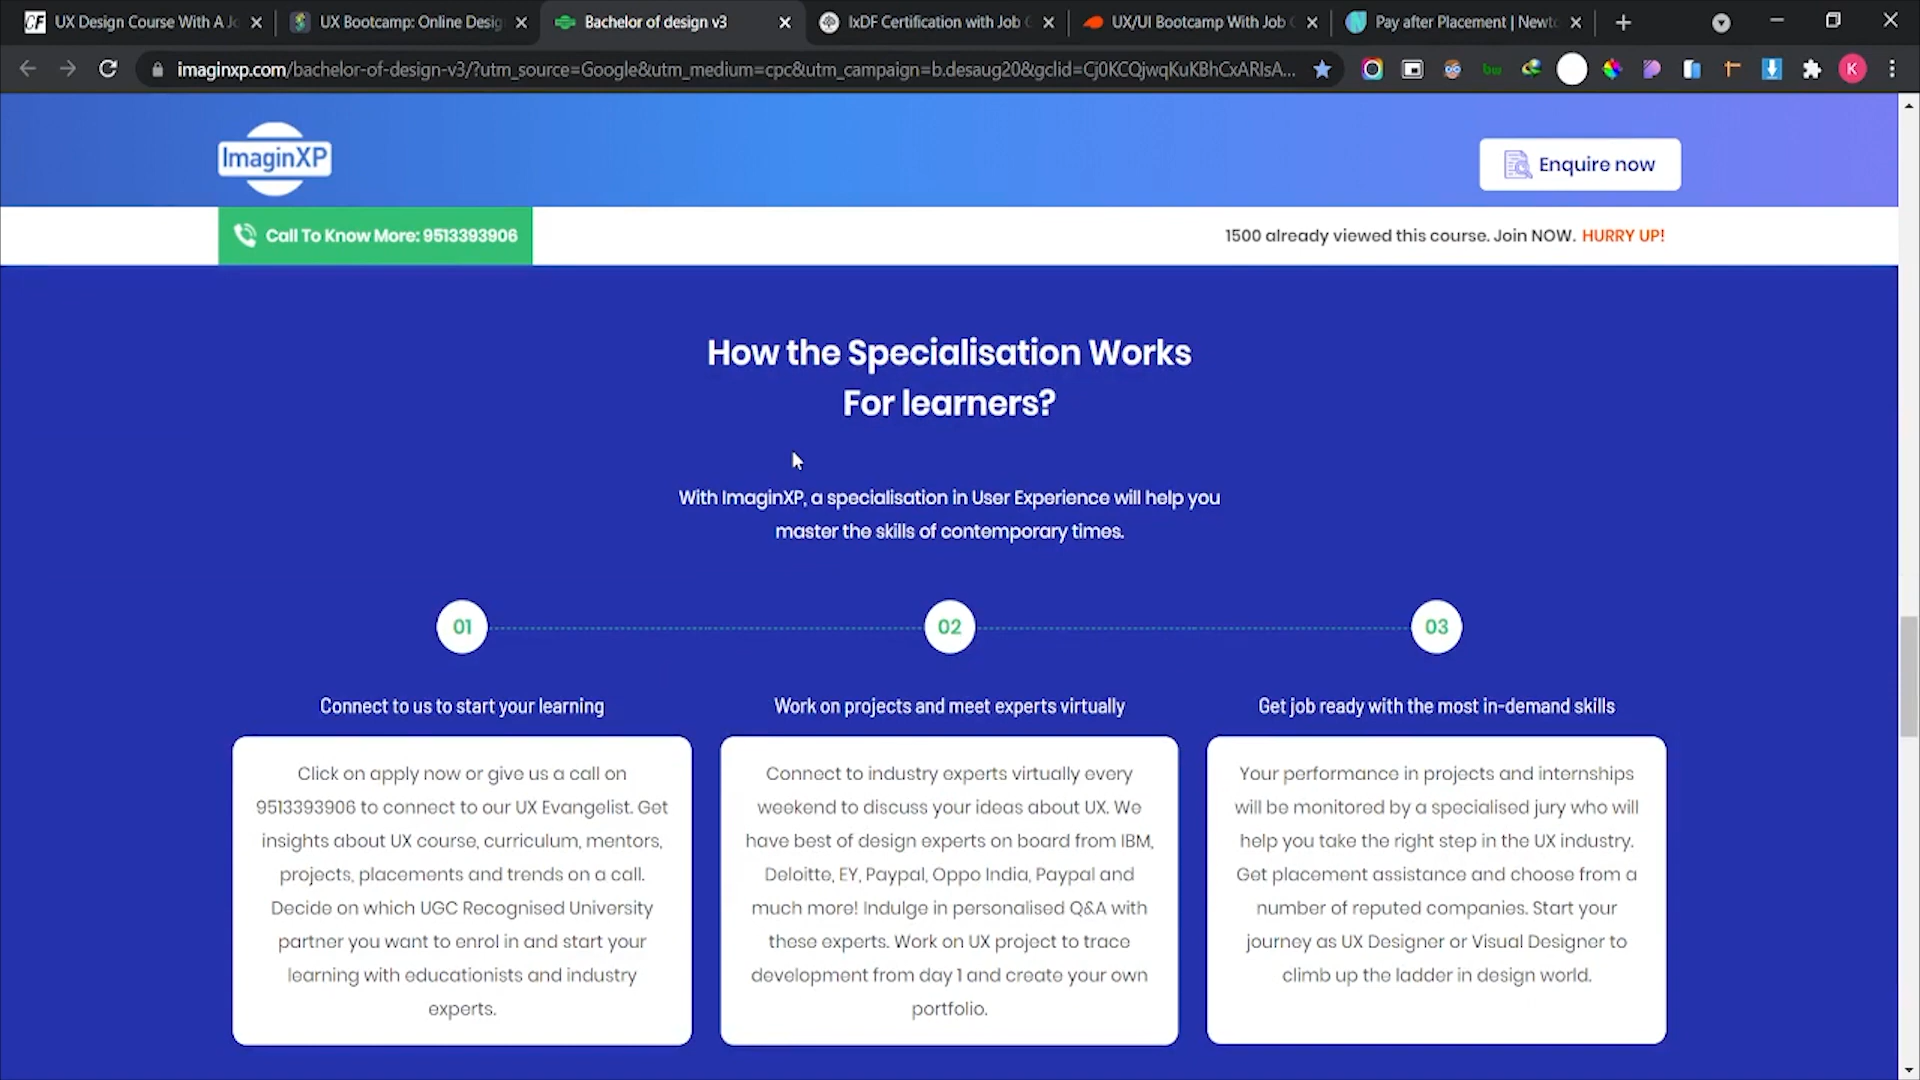 UX Design Course With A Jo
UX Bootcamp: Online Desig
Bachelor of design v3
IxDF Certification with Job G
UX/UI Bootcamp With Job G
Pay after Placement | Newto
imaginxp.com/bachelor-of-design-v3/?utm_source=Google&utm_medium=cpc&utm_campaign=b.desaug20&gclid=Cj0KCQjwqKuKBhCxARIsA...
K
ImaginXP
Enquire now
Call To Know More: 9513393906
1500 already viewed this course. Join NOW. HURRY UP!
How the Specialisation Works
For learners?
With ImaginXP, a specialisation in User Experience will help you
master the skills of contemporary times.
01
02
03
Connect to us to start your learning
Click on apply now or give us a call on
9513393906 to connect to our UX Evangelist. Get
insights about UX course, curriculum, mentors,
projects, placements and trends on a call.
Decide on which UGC Recognised University
partner you want to enrol in and start your
learning with educationists and industry
experts.
Work on projects and meet experts virtually
Connect to industry experts virtually every
weekend to discuss your ideas about UX. We
have best of design experts on board from IBM,
Deloitte, EY, Paypal, Oppo India, Paypal and
much more! Indulge in personalised Q&A with
these experts. Work on UX project to trace
development from day 1 and create your own
portfolio.
Get job ready with the most in-demand skills
Your performance in projects and internships
will be monitored by a specialised jury who will
help you take the right step in the UX industry.
Get placement assistance and choose from a
number of reputed companies. Start your
journey as UX Designer or Visual Designer to
climb up the ladder in design world.